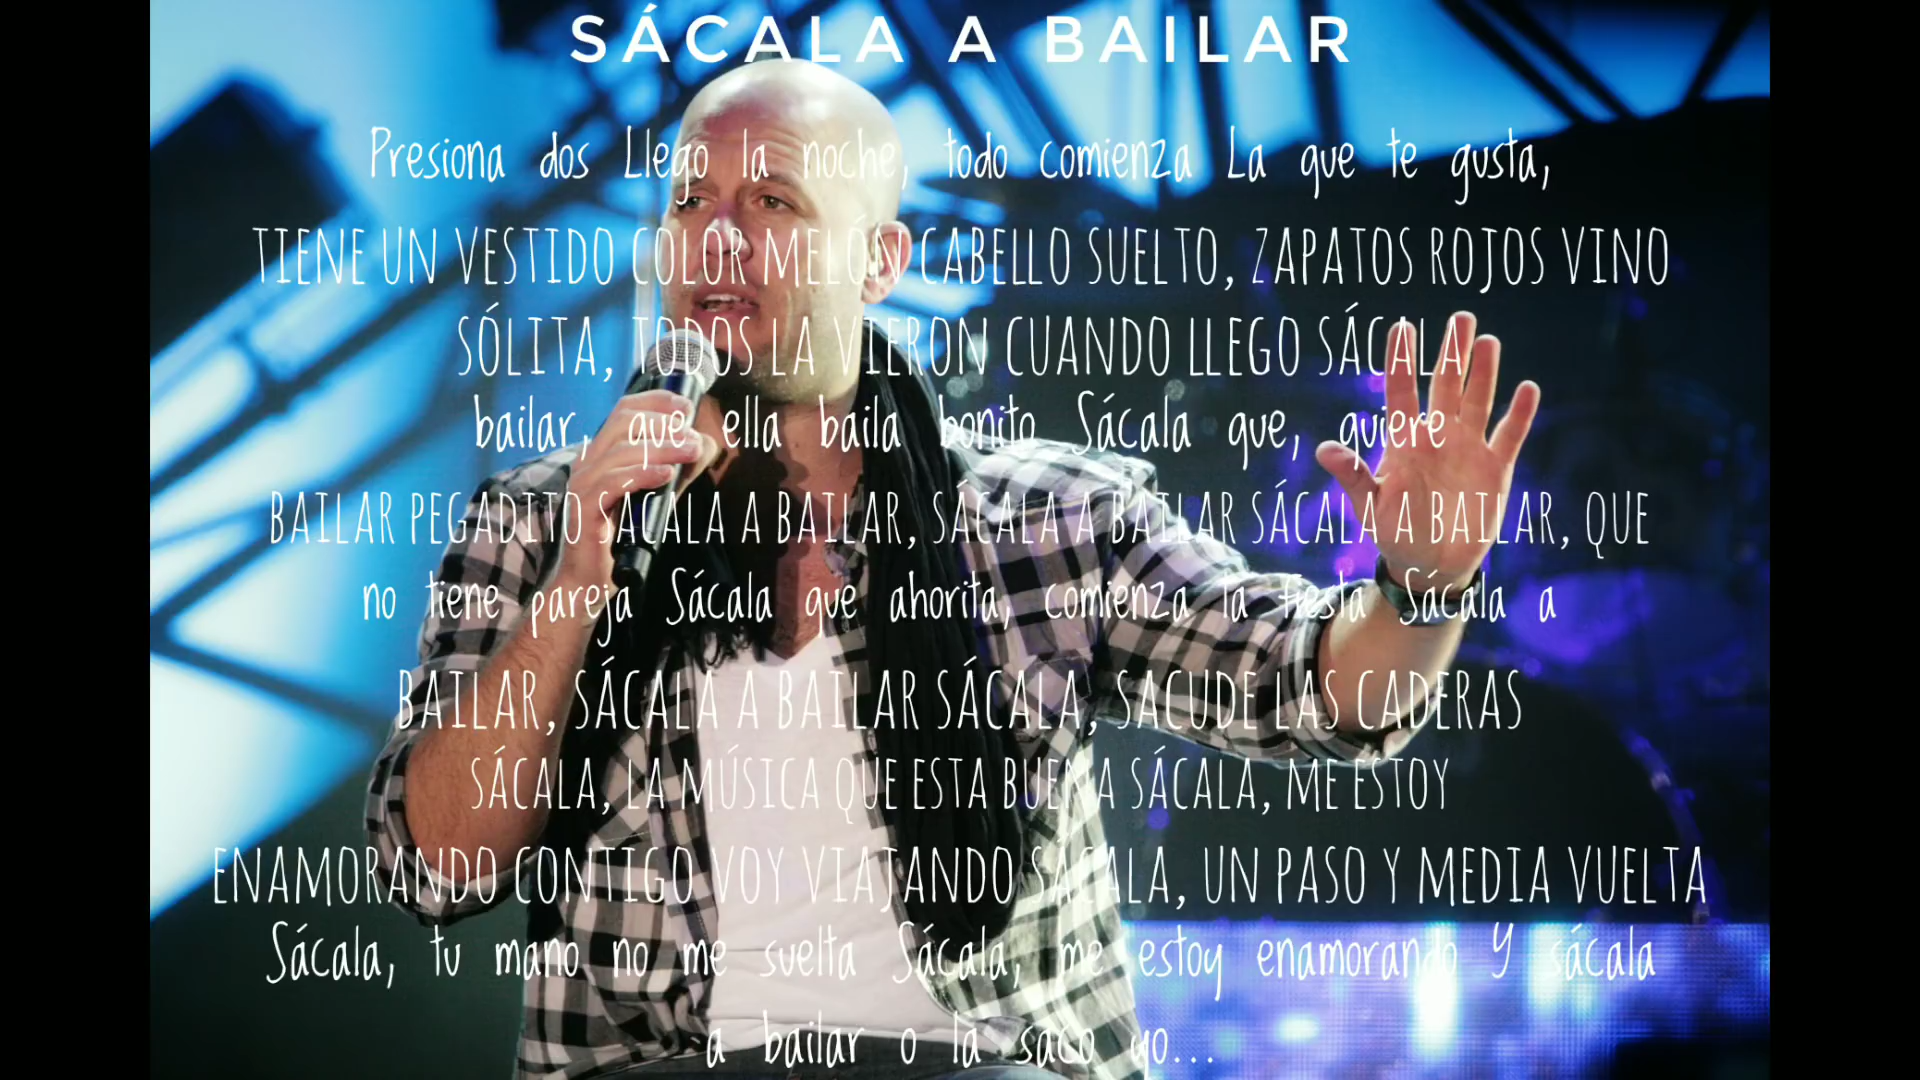 SÁCALA A BAILAR
Presiona dos Llego la noche, todo comienza La que te gusta,
TIENE UN VESTIDO COLOR MELÓN CABELLO SUELTO, ZAPATOS ROJOS VINO
SÓLITA, TODOS LA VIERON CUANDO LLEGO SÁCALA
bailar, que ella baila bonito Sácala que, quiere
BAILAR PEGADITO SÁCALA A BAILAR, SÁCALA A BAILAR SÁCALA A BAILAR, QUE
no tiene pareja Sácala que ahorita, comienza la fiesta Sácala a
BAILAR, SÁCALA A BAILAR SÁCALA, SACUDE LAS CADERAS
SÁCALA, LA MÚSICA QUE ESTA BUENA SÁCALA, ME ESTOY
ENAMORANDO CONTIGO VOY VIAJANDO SÁCALA, UN PASO Y MEDIA VUELTA
Sácala, tu mano no me suelta Sácala, me estoy enamorando Y sácala
a bailar o la saco yo...